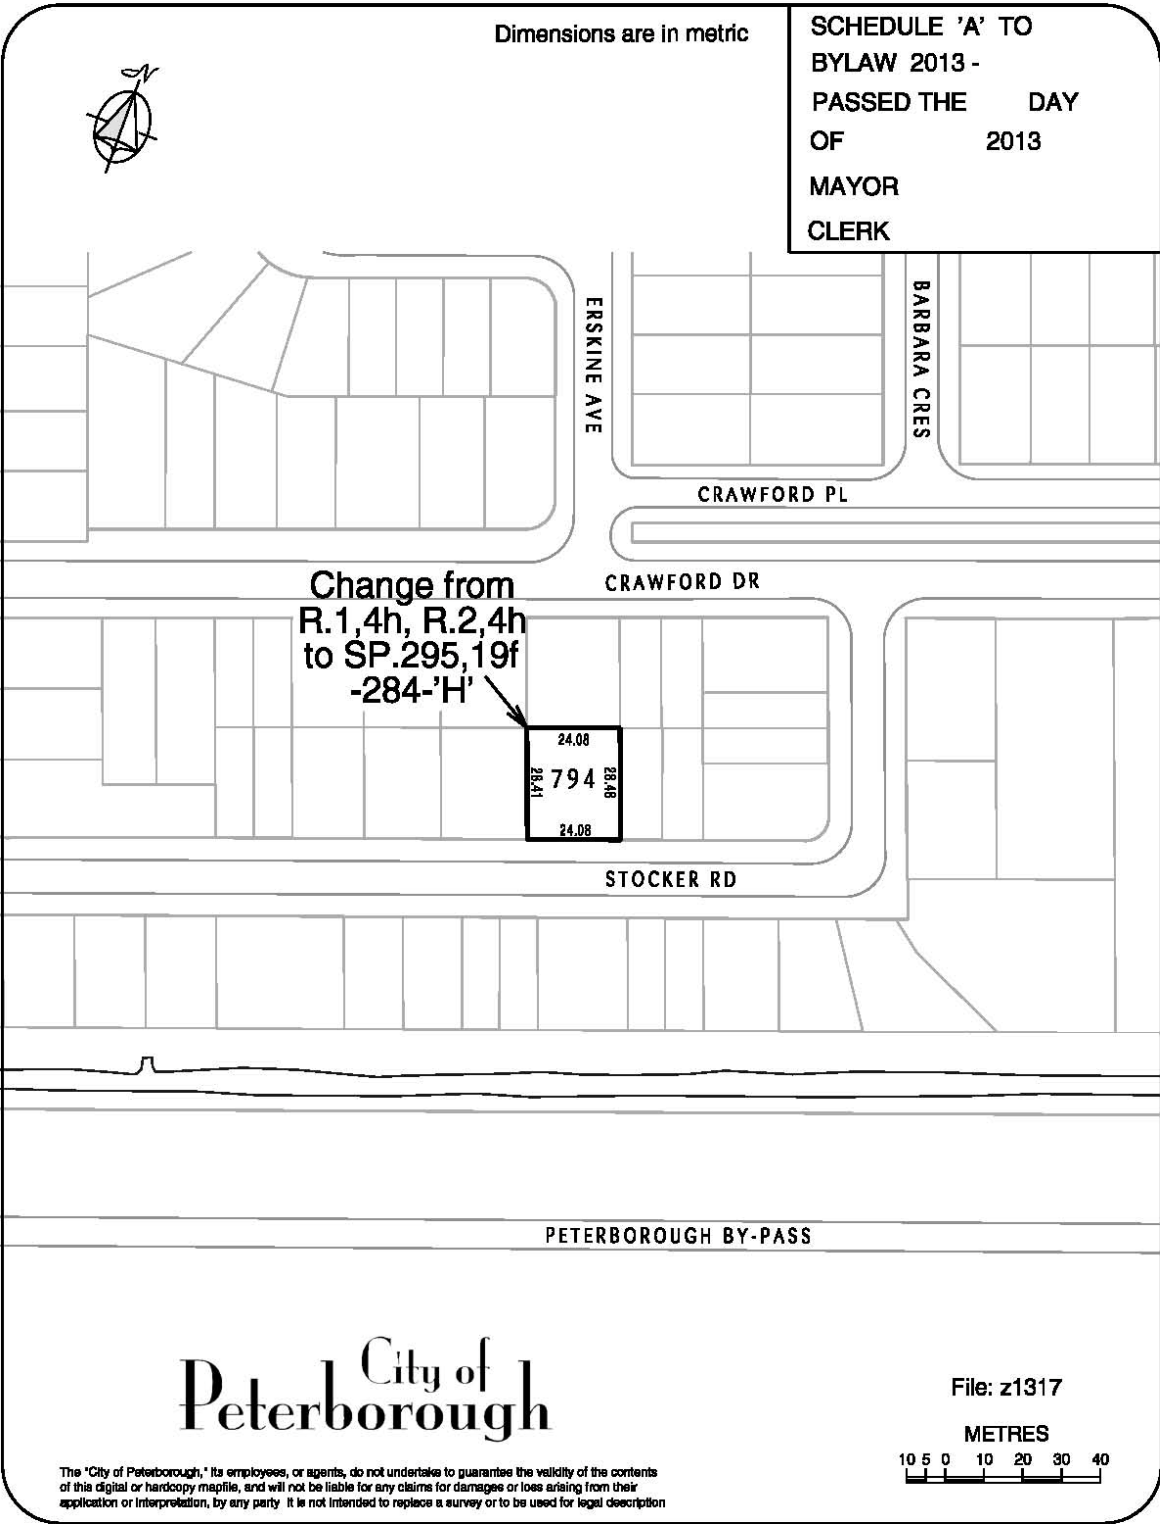 Dimensions are in metric
SCHEDULE 'A' TO
BYLAW 2013 -
PASSED THE DAY
OF 2013
MAYOR
CLERK
N
ERSKINE AVE
BARBARA CRES
CRAWFORD PL
CRAWFORD DR
Change from
R.1,4h, R.2,4h
to SP.295,19f
-284-'H'
24.08
28.41
794
28.48
24.08
STOCKER RD
PETERBOROUGH BY-PASS
City of
Peterborough
File: z1317
METRES
10 5 0 10 20 30 40
The "City of Peterborough," its employees, or agents, do not undertake to guarantee the validity of the contents
of this digital or hardcopy mapfile, and will not be liable for any claims for damages or loss arising from their
application or interpretation, by any party It is not intended to replace a survey or to be used for legal description